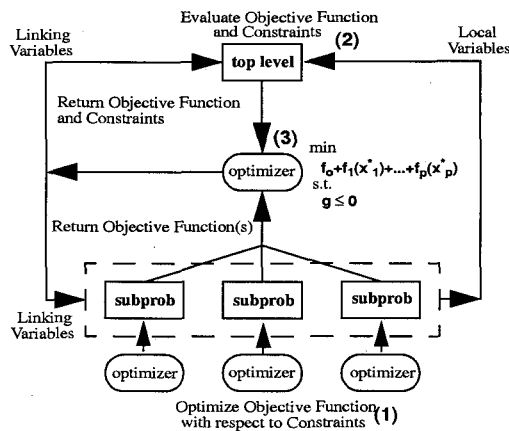 Evaluate Objective Function
and Constraints (2)
Linking
Variables
Local
Variables
top level
Return Objective Function
and Constraints
(3)
optimizer
min
f₀+f₁(x*₁)+...+fₚ(x*ₚ)
s.t.
g ≤ 0
Return Objective Function(s)
subprob subprob subprob
Linking
Variables
optimizer optimizer optimizer
Optimize Objective Function (1)
with respect to Constraints